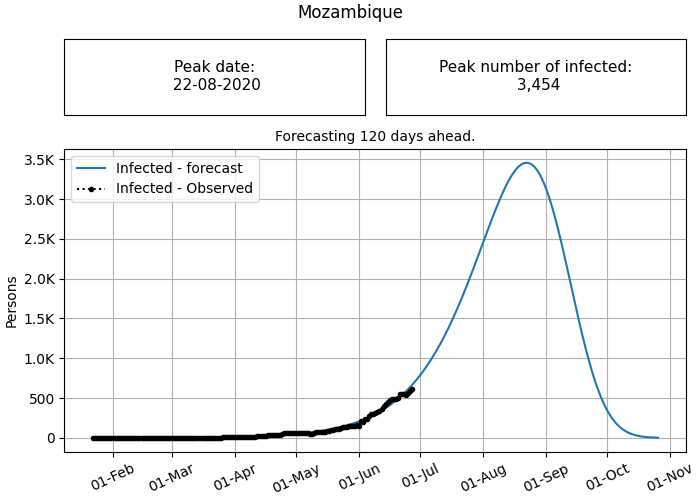 Mozambique
Peak date:
22-08-2020
Peak number of infected:
3,454
Forecasting 120 days ahead.
Infected - forecast
Infected - Observed
Persons
3.5K
3.0K
2.5K
2.0K
1.5K
1.0K
500
0
01-Feb
01-Mar
01-Apr
01-May
01-Jun
01-Jul
01-Aug
01-Sep
01-Oct
01-Nov